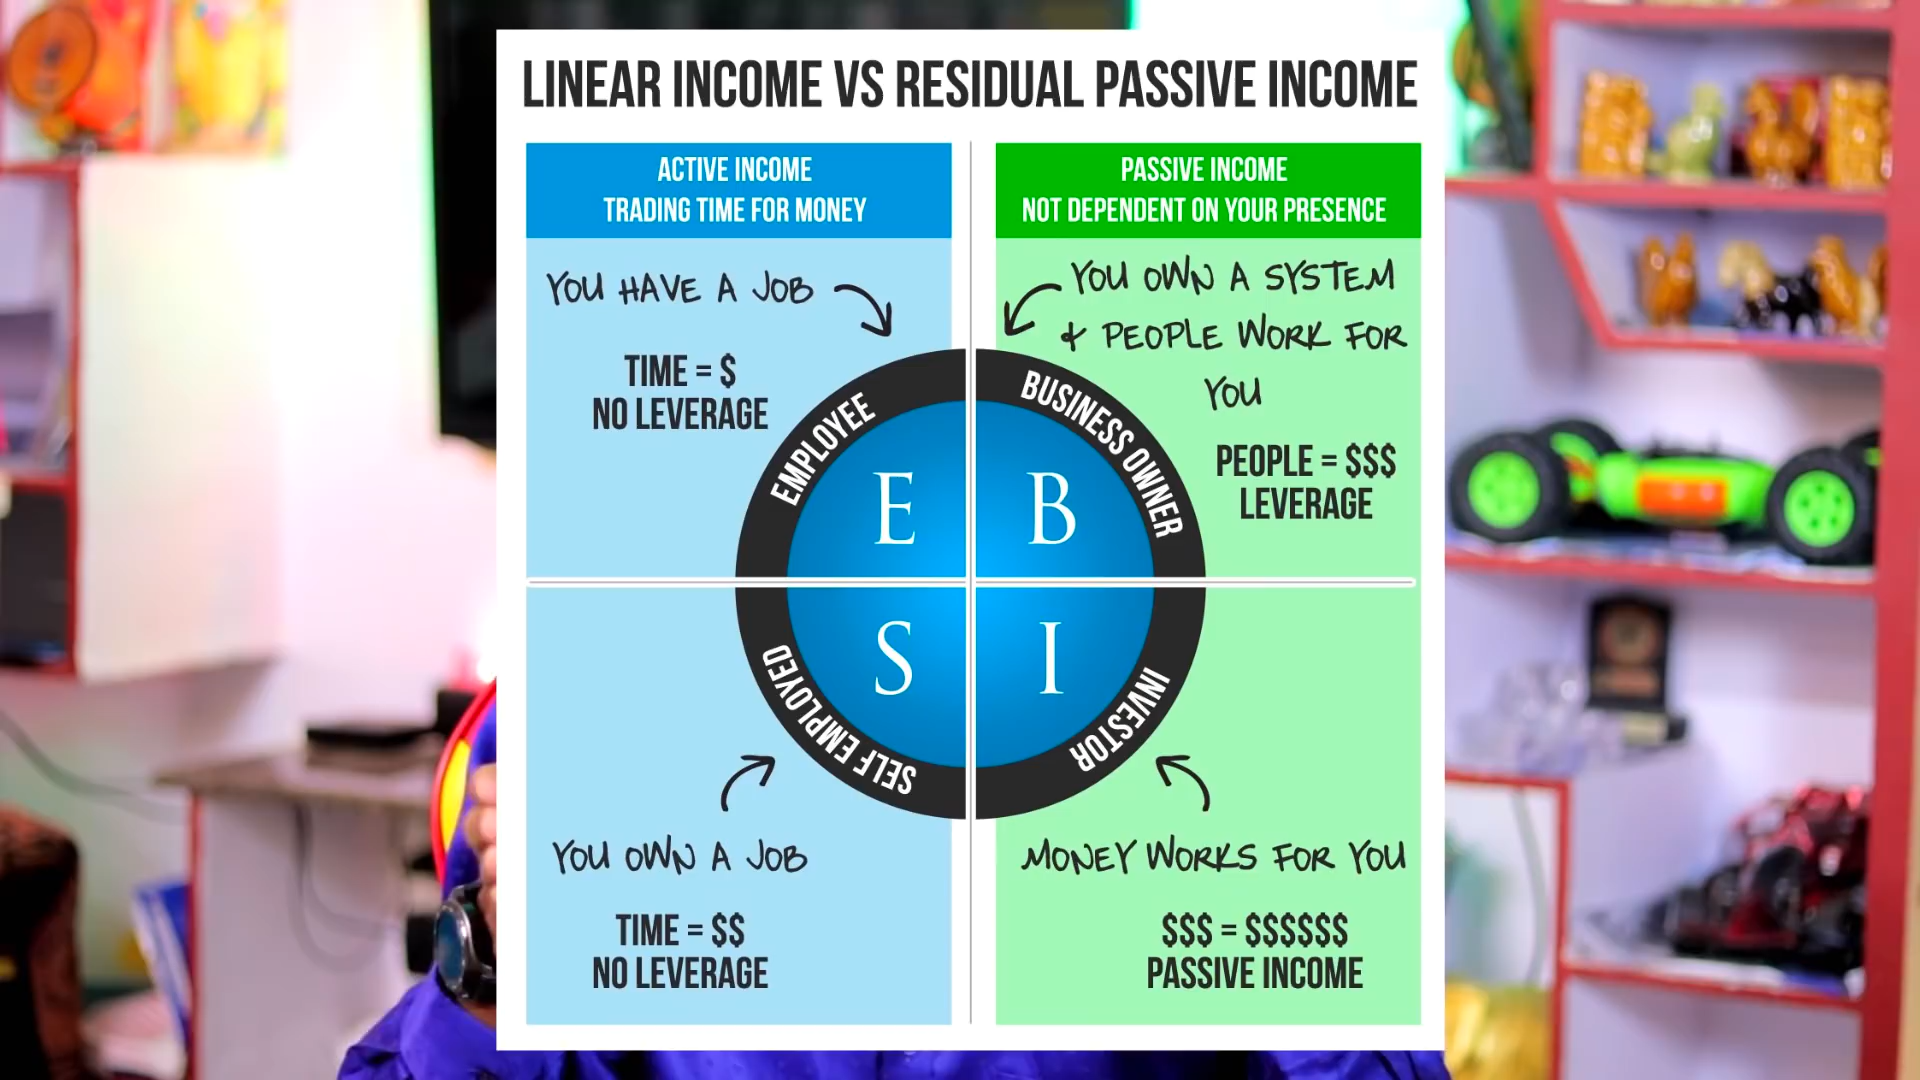 LINEAR INCOME VS RESIDUAL PASSIVE INCOME
ACTIVE INCOME
TRADING TIME FOR MONEY
YOU HAVE A JOB
TIME = $
NO LEVERAGE
EMPLOYEE
E
PASSIVE INCOME
NOT DEPENDENT ON YOUR PRESENCE
YOU OWN A SYSTEM
& PEOPLE WORK FOR
YOU
PEOPLE = $$$
LEVERAGE
BUSINESS OWNER
B
S
SELF EMPLOYED
YOU OWN A JOB
TIME = $$
NO LEVERAGE
I
INVESTOR
MONEY WORKS FOR YOU
$$$ = $$$$$$
PASSIVE INCOME